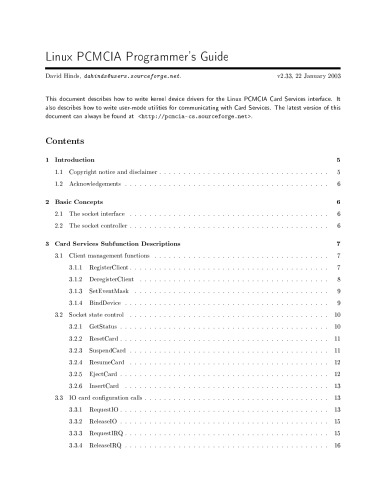 Linux PCMCIA Programmer's Guide
David Hinds, dahinds@users.sourceforge.net. v2.33, 22 January 2003
This document describes how to write kernel device drivers for the Linux PCMCIA Card Services interface. It
also describes how to write user-mode utilities for communicating with Card Services. The latest version of this
document can always be found at <http://pcmcia-cs.sourceforge.net>.
Contents
1 Introduction 5
1.1 Copyright notice and disclaimer . . . . . . . . . . . . . . . . . . . . . . . . . . . . . . . . . . . 5
1.2 Acknowledgements . . . . . . . . . . . . . . . . . . . . . . . . . . . . . . . . . . . . . . . . . . 6
2 Basic Concepts 6
2.1 The socket interface . . . . . . . . . . . . . . . . . . . . . . . . . . . . . . . . . . . . . . . . . 6
2.2 The socket controller . . . . . . . . . . . . . . . . . . . . . . . . . . . . . . . . . . . . . . . . . 6
3 Card Services Subfunction Descriptions 7
3.1 Client management functions . . . . . . . . . . . . . . . . . . . . . . . . . . . . . . . . . . . . 7
3.1.1 RegisterClient . . . . . . . . . . . . . . . . . . . . . . . . . . . . . . . . . . . . . . . . . 7
3.1.2 DeregisterClient . . . . . . . . . . . . . . . . . . . . . . . . . . . . . . . . . . . . . . . . 8
3.1.3 SetEventMask . . . . . . . . . . . . . . . . . . . . . . . . . . . . . . . . . . . . . . . . . 9
3.1.4 BindDevice . . . . . . . . . . . . . . . . . . . . . . . . . . . . . . . . . . . . . . . . . . 9
3.2 Socket state control . . . . . . . . . . . . . . . . . . . . . . . . . . . . . . . . . . . . . . . . . 10
3.2.1 GetStatus . . . . . . . . . . . . . . . . . . . . . . . . . . . . . . . . . . . . . . . . . . . 10
3.2.2 ResetCard . . . . . . . . . . . . . . . . . . . . . . . . . . . . . . . . . . . . . . . . . . . 11
3.2.3 SuspendCard . . . . . . . . . . . . . . . . . . . . . . . . . . . . . . . . . . . . . . . . . 11
3.2.4 ResumeCard . . . . . . . . . . . . . . . . . . . . . . . . . . . . . . . . . . . . . . . . . . 12
3.2.5 EjectCard . . . . . . . . . . . . . . . . . . . . . . . . . . . . . . . . . . . . . . . . . . . 12
3.2.6 InsertCard . . . . . . . . . . . . . . . . . . . . . . . . . . . . . . . . . . . . . . . . . . 13
3.3 IO card configuration calls . . . . . . . . . . . . . . . . . . . . . . . . . . . . . . . . . . . . . . 13
3.3.1 RequestIO . . . . . . . . . . . . . . . . . . . . . . . . . . . . . . . . . . . . . . . . . . . 13
3.3.2 ReleaseIO . . . . . . . . . . . . . . . . . . . . . . . . . . . . . . . . . . . . . . . . . . . 15
3.3.3 RequestIRQ . . . . . . . . . . . . . . . . . . . . . . . . . . . . . . . . . . . . . . . . . . 15
3.3.4 ReleaseIRQ . . . . . . . . . . . . . . . . . . . . . . . . . . . . . . . . . . . . . . . . . . 16